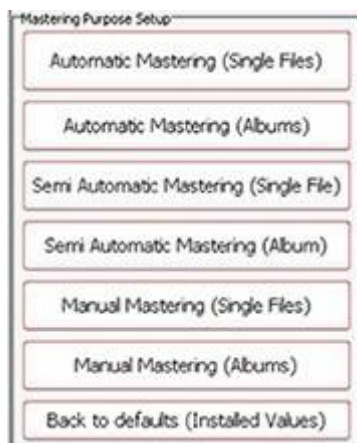 Mastering Purpose Setup
Automatic Mastering (Single Files)
Automatic Mastering (Albums)
Semi Automatic Mastering (Single File)
Semi Automatic Mastering (Album)
Manual Mastering (Single Files)
Manual Mastering (Albums)
Back to defaults (Installed Values)